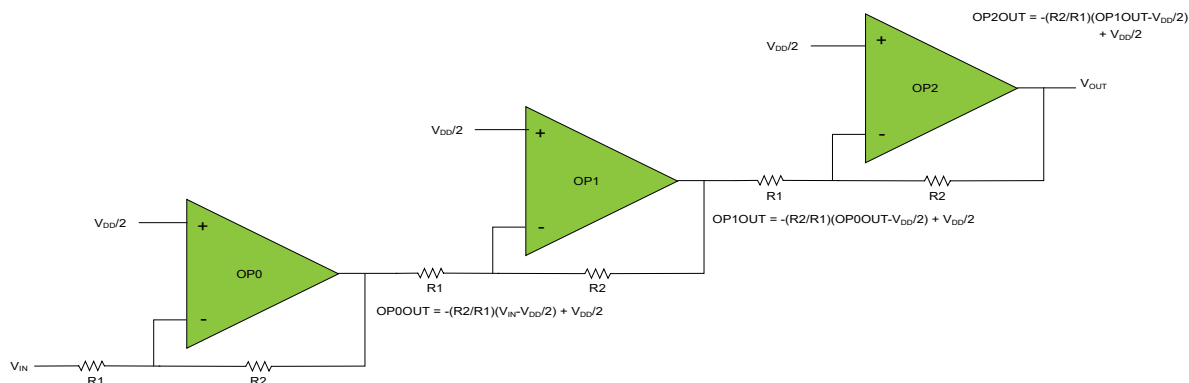 OP2OUT = -(R2/R1)(OP1OUT-VDD/2)
+ VDD/2
VDD/2
+
OP2
VOUT
-
R1
R2
VDD/2
+
OP1
-
OP1OUT = -(R2/R1)(OP0OUT-VDD/2) + VDD/2
R1
R2
VDD/2
+
OP0
-
OP0OUT = -(R2/R1)(VIN-VDD/2) + VDD/2
VIN
R1
R2